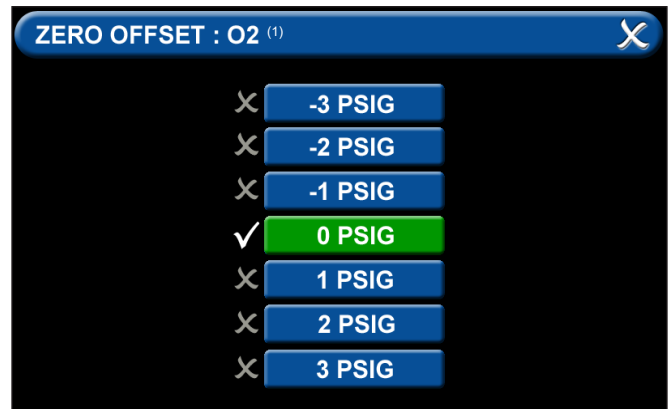 ZERO OFFSET : O2 (1)
-3 PSIG
-2 PSIG
-1 PSIG
0 PSIG
1 PSIG
2 PSIG
3 PSIG